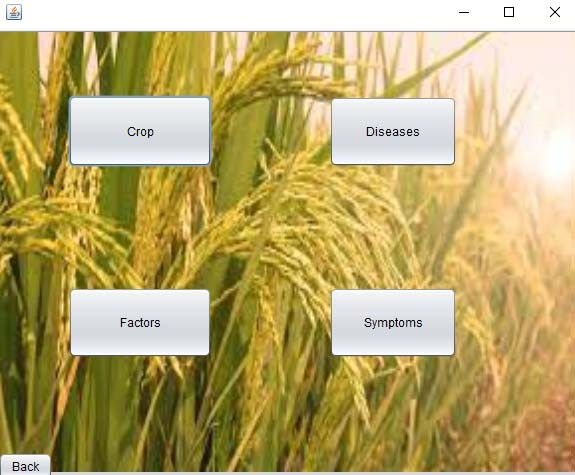 Crop
Diseases
Factors
Symptoms
Back